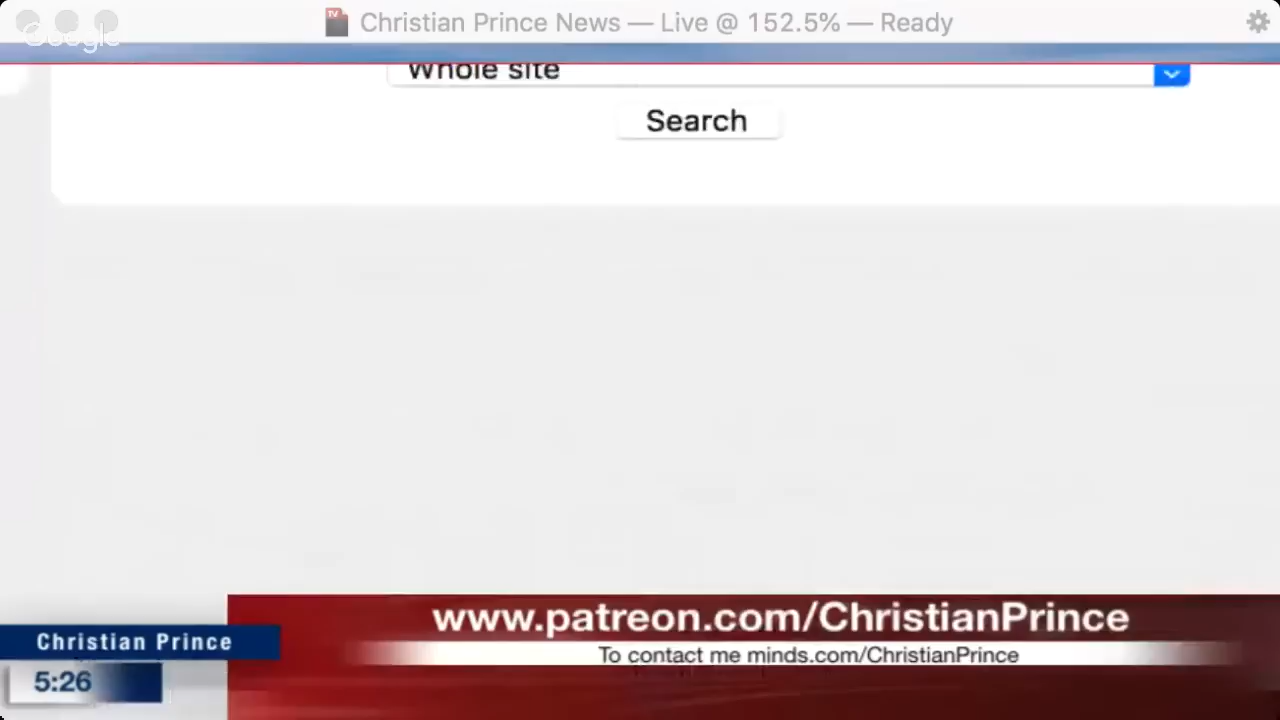 Christian Prince News — Live @ 152.5% — Ready
Google
Whole site
Search
www.patreon.com/ChristianPrince
To contact me minds.com/ChristianPrince
Christian Prince
5:26